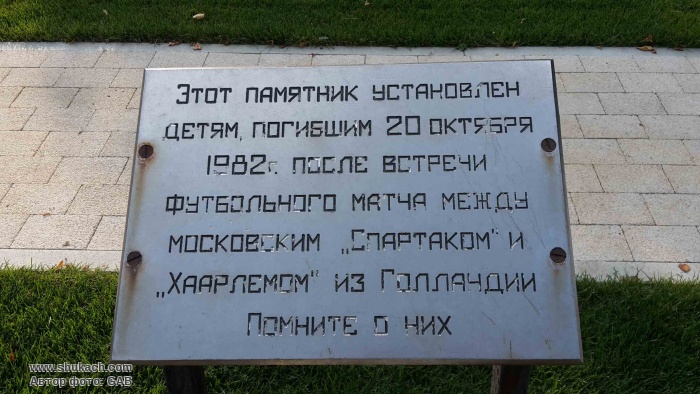 Этот памятник установлен
детям, погибшим 20 октября
1982г. после встречи
футбольного матча между
московским „Спартаком" и
„Хаарлемом" из Голландии
Помните о них
www.shukach.com
Автор фото: GAB